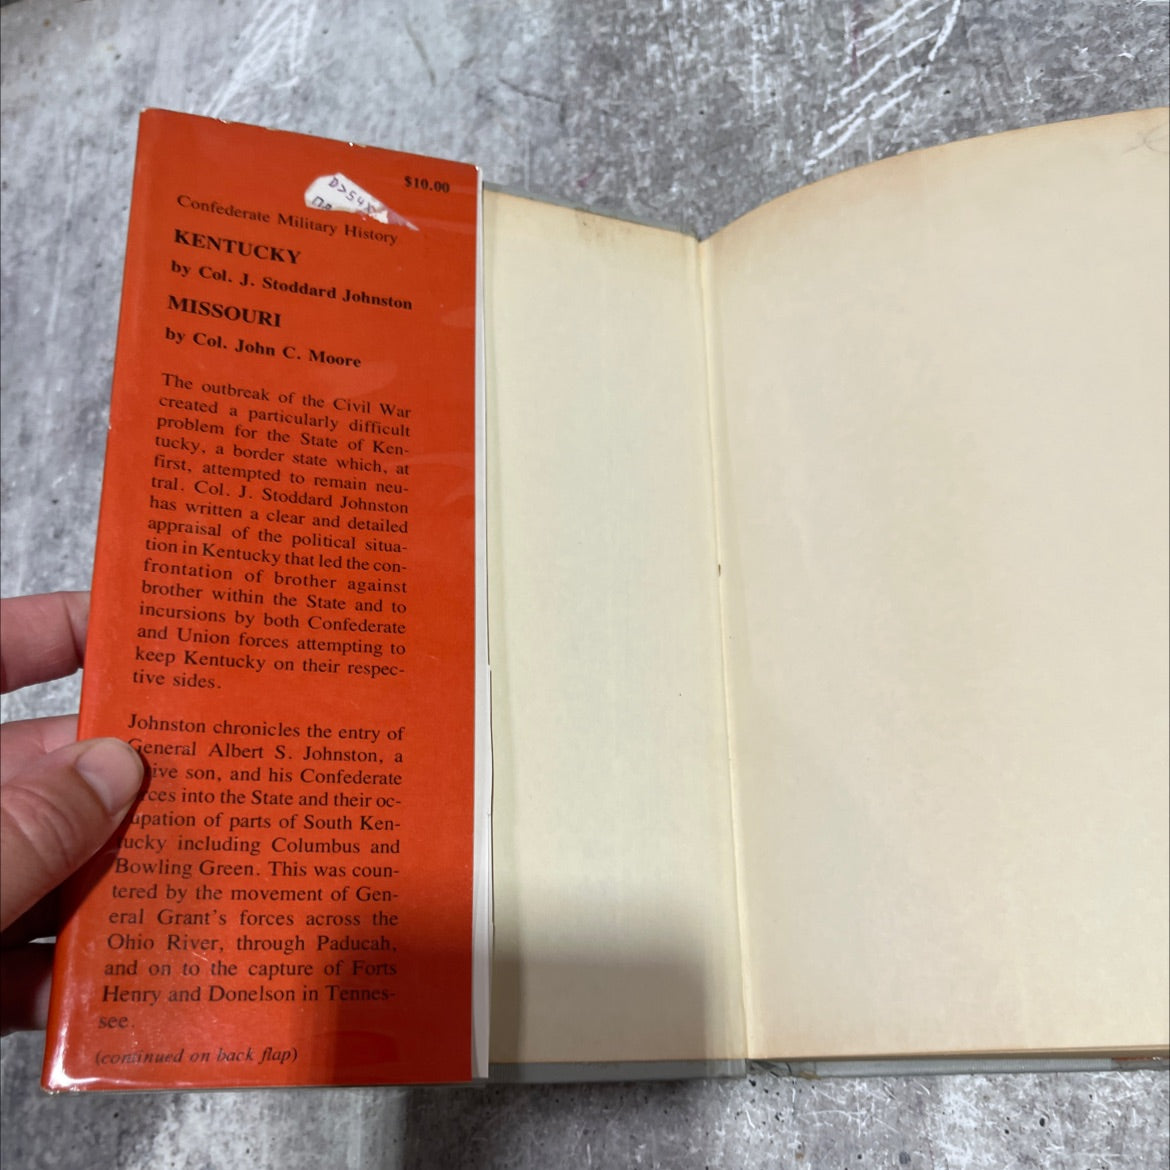 $10.00
Confederate Military History
KENTUCKY
by Col. J. Stoddard Johnston
MISSOURI
by Col. John C. Moore
The outbreak of the Civil War
created a particularly difficult
problem for the State of Ken-
tucky, a border state which, at
first, attempted to remain neu-
tral. Col. J. Stoddard Johnston
has written a clear and detailed
appraisal of the political situa-
tion in Kentucky that led the con-
frontation of brother against
brother within the State and to
incursions by both Confederate
and Union forces attempting to
keep Kentucky on their respec-
tive sides.
Johnston chronicles the entry of
General Albert S. Johnston, a
ive son, and his Confederate
rces into the State and their oc-
upation of parts of South Ken-
tucky including Columbus and
Bowling Green. This was coun-
tered by the movement of Gen-
eral Grant's forces across the
Ohio River, through Paducah,
and on to the capture of Forts
Henry and Donelson in Tennes-
see.
(continued on back flap)